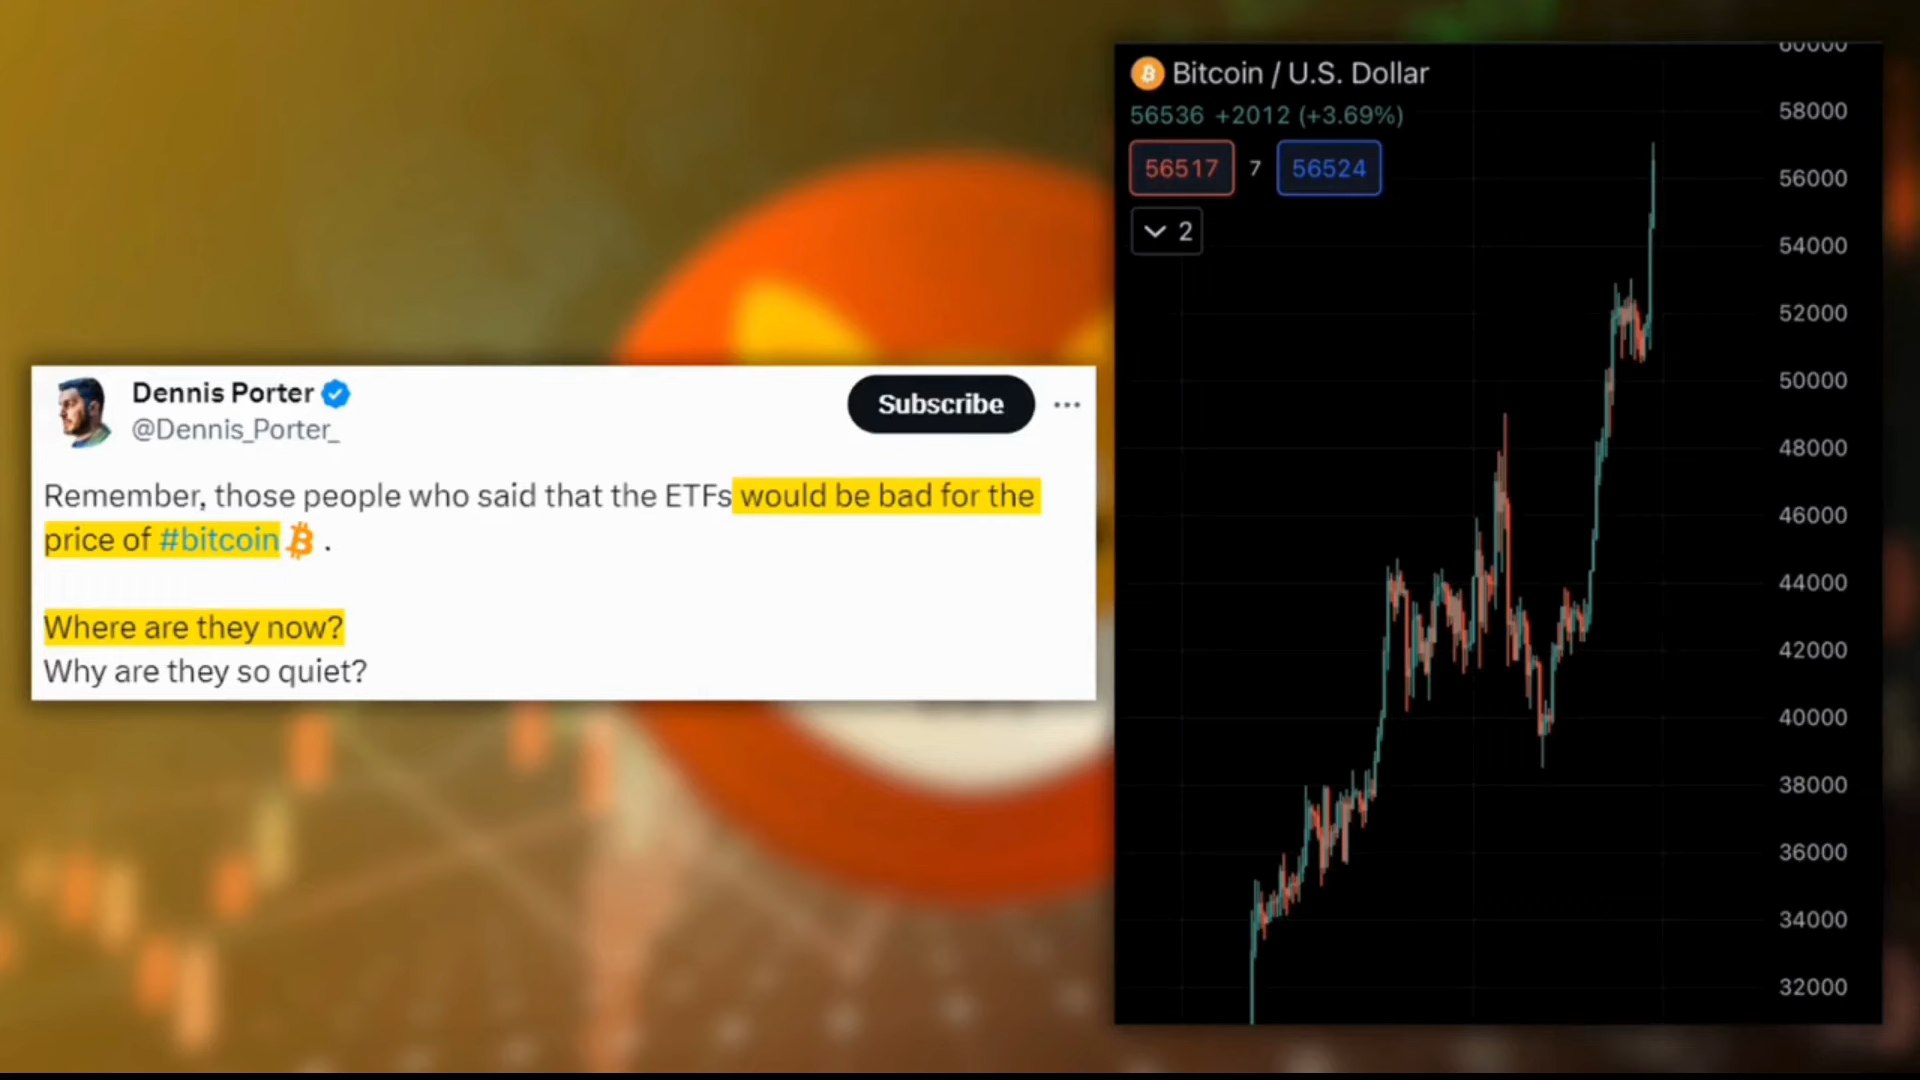 Dennis Porter
@Dennis_Porter_
Subscribe
Remember, those people who said that the ETFs would be bad for the
price of #bitcoin .
Where are they now?
Why are they so quiet?
Bitcoin / U.S. Dollar
56536 +2012 (+3.69%)
56517 7 56524
2
60000
58000
56000
54000
52000
50000
48000
46000
44000
42000
40000
38000
36000
34000
32000